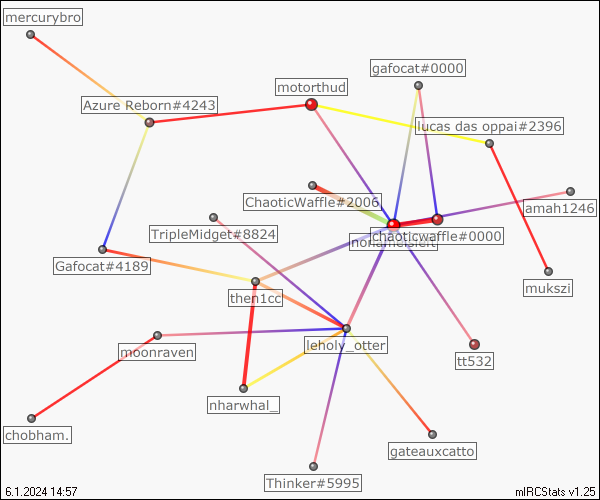 mercurybro
gafocat#0000
motorthud
Azure Reborn#4243
lucas das oppai#2396
ChaoticWaffle#2006
amah1246
TripleMidget#8824
chaoticwaffle#0000
Gafocat#4189
mukszi
then1cc
leholy_otter
moonraven
tt532
nharwhal_
chobham.
gateauxcatto
Thinker#5995
6.1.2024 14:57
mIRCStats v1.25